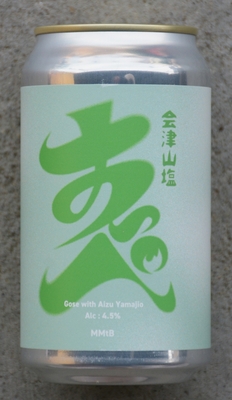 会津山塩
Gose with Aizu Yamajio
Alc : 4.5%
MMIB